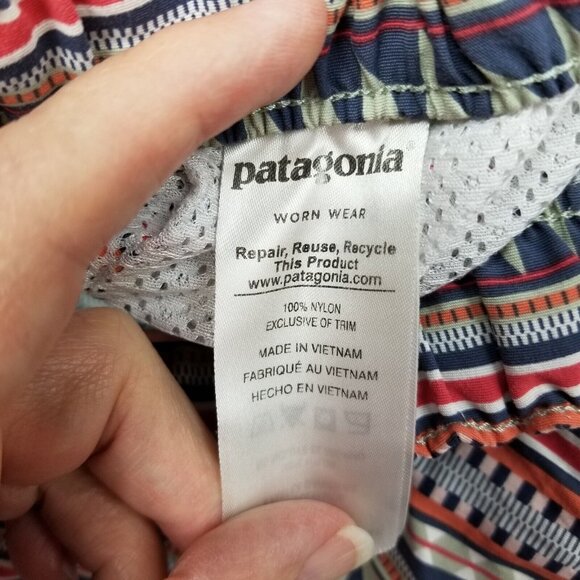 patagonia®
WORN WEAR
Repair, Reuse, Recycle
This Product
www.patagonia.com
100% NYLON
EXCLUSIVE OF TRIM
MADE IN VIETNAM
FABRIQUÉ AU VIETNAM
HECHO EN VIETNAM